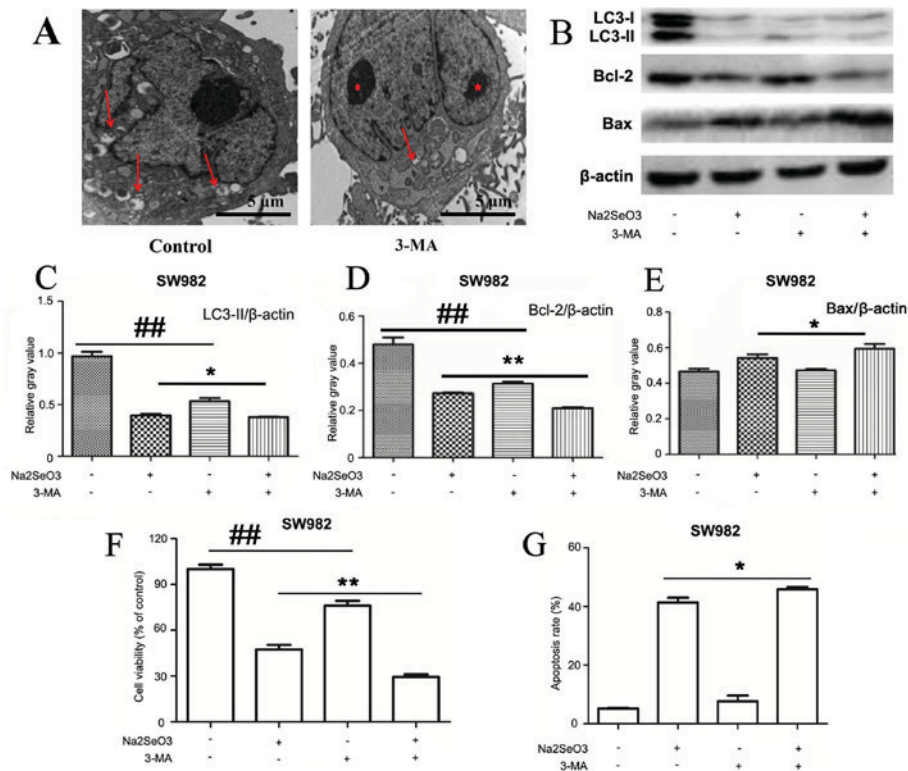 A
5 µm
5 µm
Control
3-MA
B
LC3-I
LC3-II
Bcl-2
Bax
β-actin
Na2SeO3 - + - +
3-MA - - + +
C
SW982
LC3-II/β-actin
Relative gray value
1.5
1.0
0.5
0.0
##
*
Na2SeO3 - + - +
3-MA - - + +
D
SW982
Bcl-2/β-actin
Relative gray value
0.6
0.4
0.2
0.0
##
**
Na2SeO3 - + - +
3-MA - - + +
E
SW982
Bax/β-actin
Relative gray value
0.8
0.6
0.4
0.2
0.0
*
Na2SeO3 - + - +
3-MA - - + +
F
SW982
Cell viability (% of control)
120
90
60
30
0
##
**
Na2SeO3 - + - +
3-MA - - + +
G
SW982
Apoptosis rate (%)
60
40
20
0
*
Na2SeO3 - + - +
3-MA - - + +